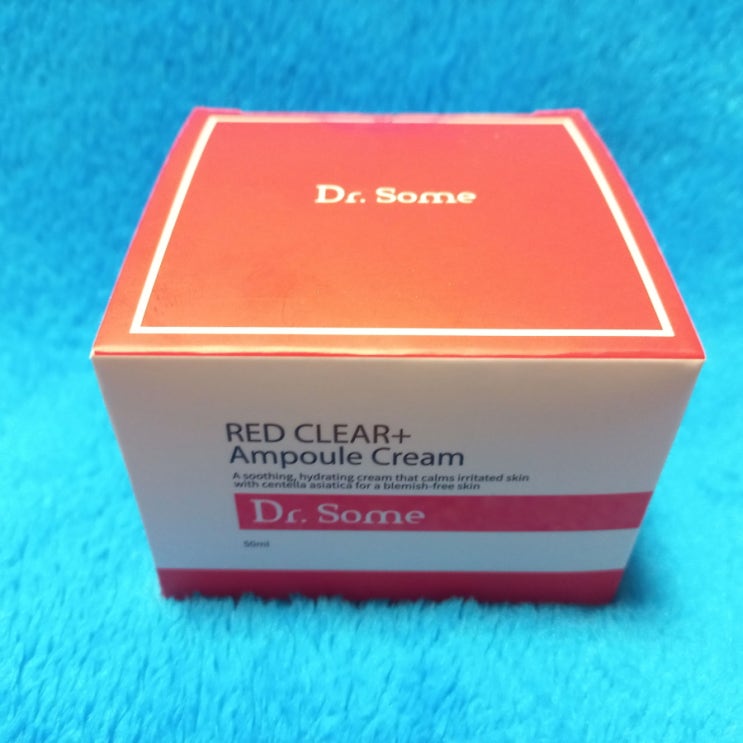 Dr. Some
RED CLEAR+
Ampoule Cream
A soothing, hydrating cream that calms irritated skin
with centella asiatica for a blemish-free skin
Dr. Some
50ml